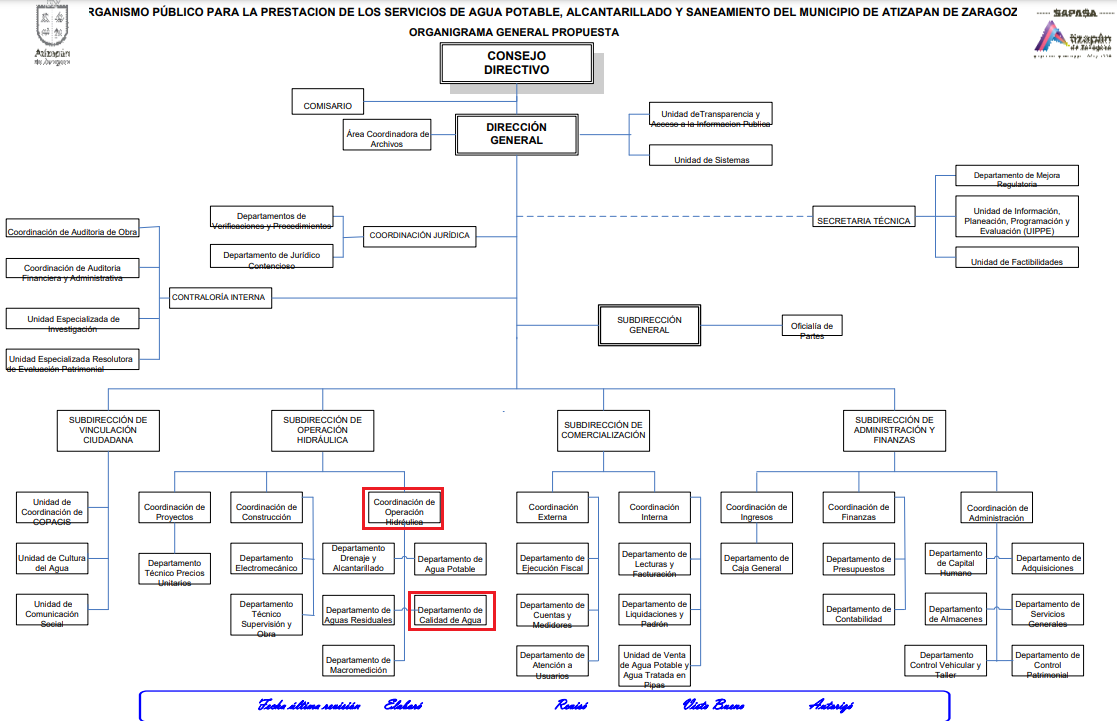 RGANISMO PÚBLICO PARA LA PRESTACION DE LOS SERVICIOS DE AGUA POTABLE, ALCANTARILLADO Y SANEAMIENTO DEL MUNICIPIO DE ATIZAPAN DE ZARAGOZ
ORGANIGRAMA GENERAL PROPUESTA
Atizapán
de Zaragoza
SAPASA
Atizapán
de Zaragoza
CONSEJO
DIRECTIVO
COMISARIO
Área Coordinadora de
Archivos
DIRECCIÓN
GENERAL
Unidad deTransparencia y
Acceso a la Informacion Publica
Unidad de Sistemas
Departamento de Mejora
Regulatoria
SECRETARIA TÉCNICA
Unidad de Información,
Planeación, Programación y
Evaluación (UIPPE)
Unidad de Factibilidades
Departamentos de
Verificaciones y Procedimientos
COORDINACIÓN JURÍDICA
Departamento de Jurídico
Contencioso
Coordinación de Auditoria de Obra
Coordinación de Auditoria
Financiera y Administrativa
CONTRALORÍA INTERNA
Unidad Especializada de
Investigación
Unidad Especializada Resolutora
de Evaluación Patrimonial
SUBDIRECCIÓN
GENERAL
Oficialía de
Partes
SUBDIRECCIÓN DE
VINCULACIÓN
CIUDADANA
SUBDIRECCIÓN DE
OPERACIÓN
HIDRÁULICA
SUBDIRECCIÓN DE
COMERCIALIZACIÓN
SUBDIRECCIÓN DE
ADMINISTRACIÓN Y
FINANZAS
Unidad de
Coordinación de
COPACIS
Unidad de Cultura
del Agua
Unidad de
Comunicación
Social
Coordinación de
Proyectos
Departamento
Técnico Precios
Unitarios
Coordinación de
Construcción
Departamento
Electromecánico
Departamento
Técnico
Supervisión y
Obra
Coordinación de
Operación
Hidráulica
Departamento
Drenaje y
Alcantarillado
Departamento de
Agua Potable
Departamento de
Aguas Residuales
Departamento de
Calidad de Agua
Departamento de
Macromedición
Coordinación
Externa
Departamento de
Ejecución Fiscal
Departamento de
Cuentas y
Medidores
Departamento de
Atención a
Usuarios
Coordinación
Interna
Departamento de
Lecturas y
Facturación
Departamento de
Liquidaciones y
Padrón
Unidad de Venta
de Agua Potable y
Agua Tratada en
Pipas
Coordinación de
Ingresos
Departamento de
Caja General
Coordinación de
Finanzas
Departamento de
Presupuestos
Departamento de
Contabilidad
Coordinación de
Administración
Departamento
de Capital
Humano
Departamento de
Adquisiciones
Departamento
de Almacenes
Departamento de
Servicios
Generales
Departamento
Control Vehicular y
Taller
Departamento de
Control
Patrimonial
Fecha última revisión
Elaboró
Revisó
Visto Bueno
Autorizó